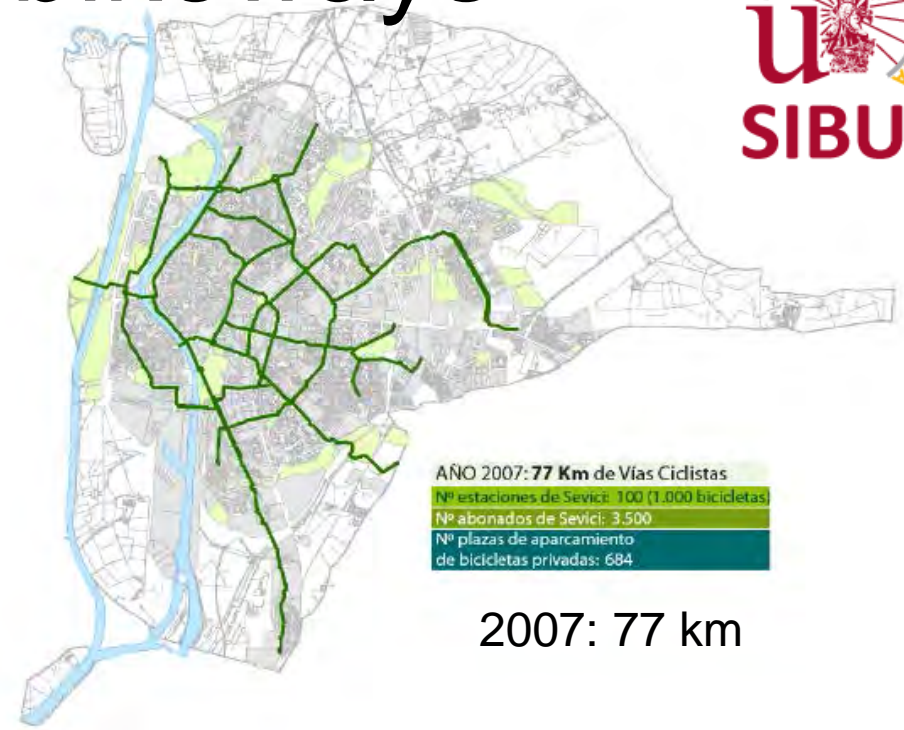 SIBU
AÑO 2007: 77 Km de Vías Ciclistas
Nº estaciones de Sevici: 100 (1.000 bicicletas)
Nº abonados de Sevici: 3.500
Nº plazas de aparcamiento
de bicicletas privadas: 684
2007: 77 km